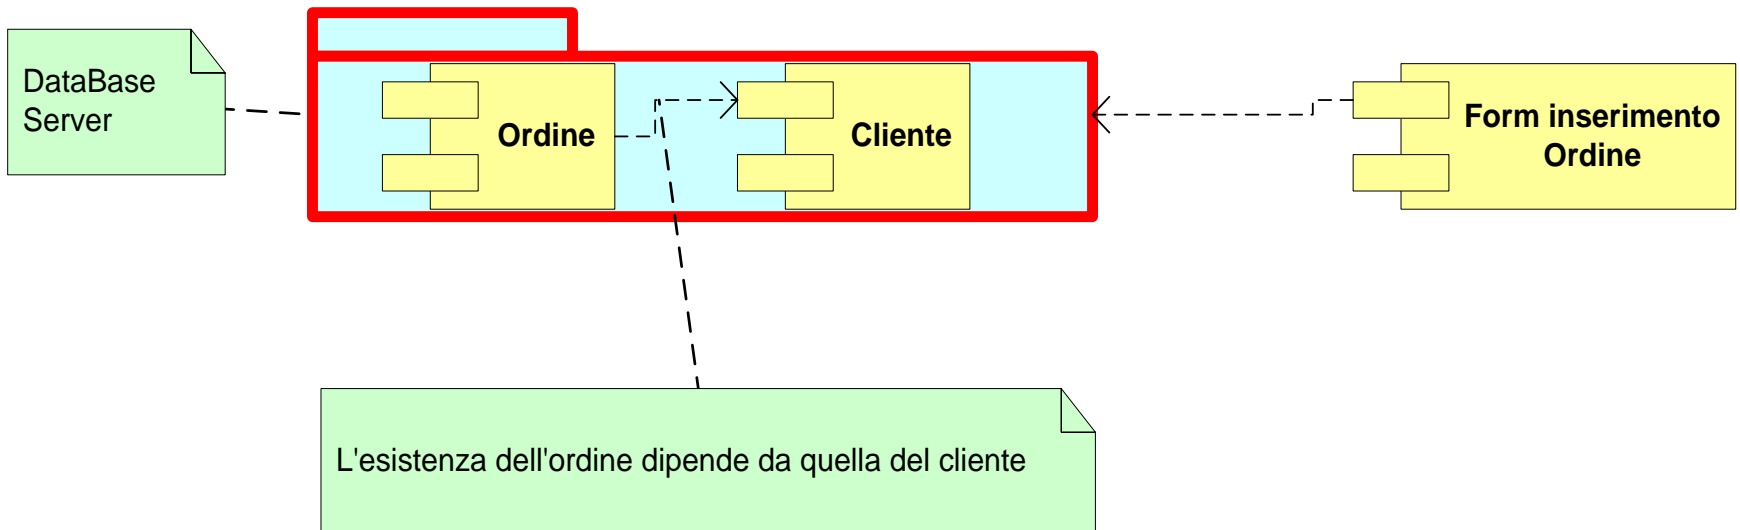 DataBase
Server
Ordine
Cliente
Form inserimento
Ordine
L'esistenza dell'ordine dipende da quella del cliente